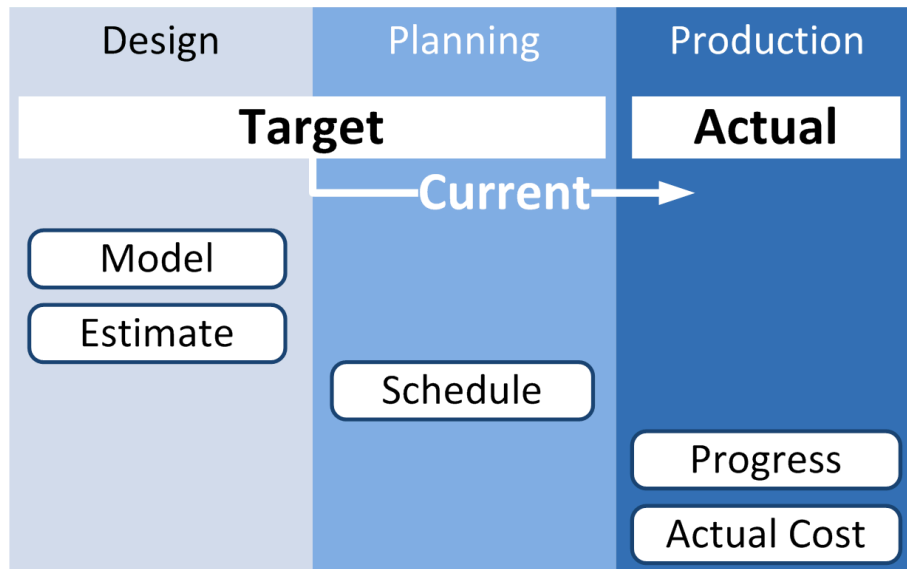 Design
Planning
Production
Target
Actual
Current
Model
Estimate
Schedule
Progress
Actual Cost